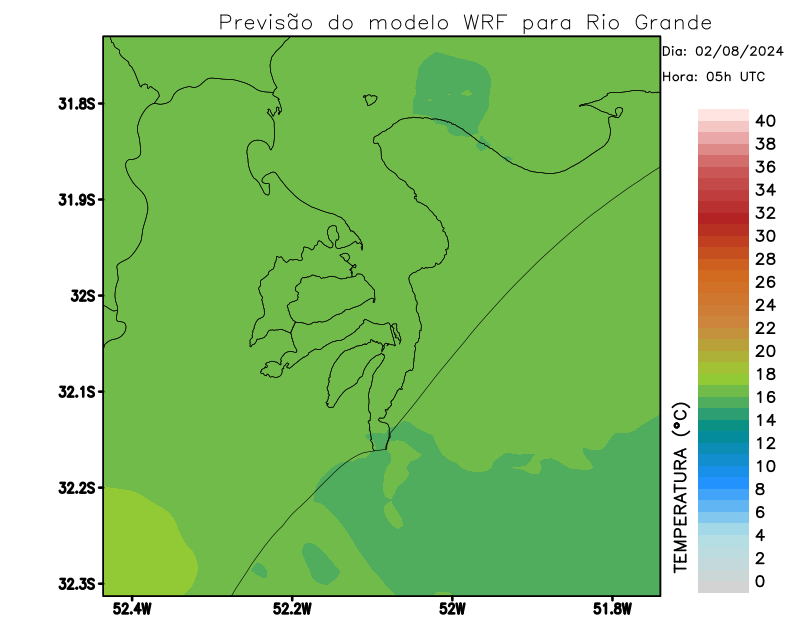 Previsão do modelo WRF para Rio Grande
Dia: 02/08/2024
Hora: 05h UTC
31.8S
31.9S
32S
32.1S
32.2S
32.3S
52.4W
52.2W
52W
51.8W
TEMPERATURA (°C)
40
38
36
34
32
30
28
26
24
22
20
18
16
14
12
10
8
6
4
2
0